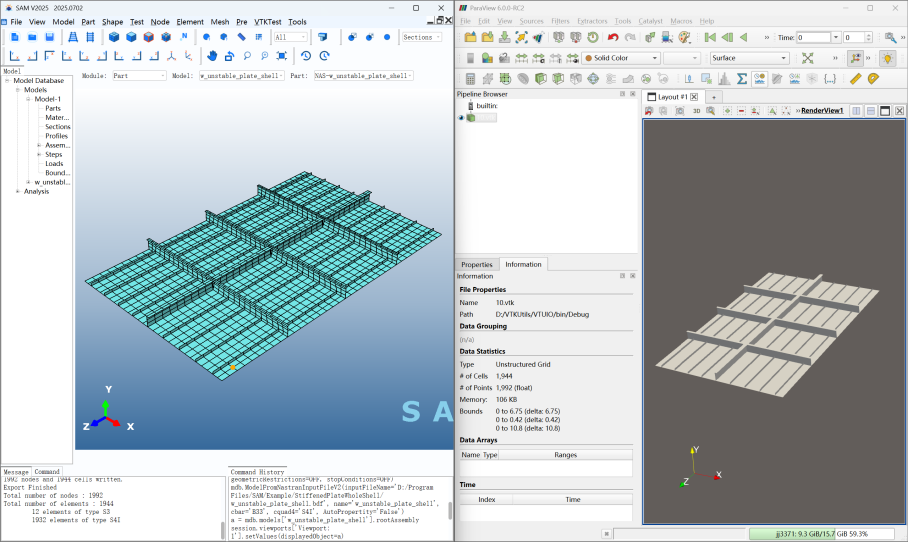 SAM V2025 2025.0702
File View Model Part Shape Test Node Element Mesh Pre VTKTest Tools
All
Sections
Model
Module: Part Model: w_unstable_plate_shell Part: NAS-w_unstable_plate_shell
Model Database
Models
Model-1
Parts
Mater...
Sections
Profiles
Assem...
Steps
Loads
Bound...
w_unstabl...
Analysis
Y
Z
X
S A
Message Command
1992 nodes and 1944 cells written,
Export Finished
Total number of nodes : 1992
Total number of elements : 1944
12 elements of type S3
1932 elements of type S4I
Command History
geometricRestrictions=OFF, stopConditions=OFF)
mdb.ModelFromNastranInputFileV2(inputFileName='D:/Program
Files/SAM/Example/StiffenedPlateWholeShell/
w_unstable_plate_shell.bdf', name='w_unstable_plate_shell',
cbar='B33', cquad4='S4I', AutoPropertity='False')
a = mdb.models['w_unstable_plate_shell'].rootAssembly
session.viewports['Viewport:
1'].setValues(displayedObject=a)
ParaView 6.0.0-RC2
File Edit View Sources Filters Extractors Tools Catalyst Macros Help
Time: 0 0
Solid Color
Surface
Pipeline Browser
builtin:
Properties Information
Information
File Properties
Name 10.vtk
Path D:/VTKUtils/VTUIO/bin/Debug
Data Grouping
(n/a)
Data Statistics
Type Unstructured Grid
# of Cells 1,944
# of Points 1,992 (float)
Memory: 106 KB
Bounds 0 to 6.75 (delta: 6.75)
0 to 0.42 (delta: 0.42)
0 to 10.8 (delta: 10.8)
Data Arrays
Name Type Ranges
Time
Index Time
Layout #1
3D
RenderView1
Y
X
Z
jj3371: 9.3 GiB/15.7 GiB 59.3%